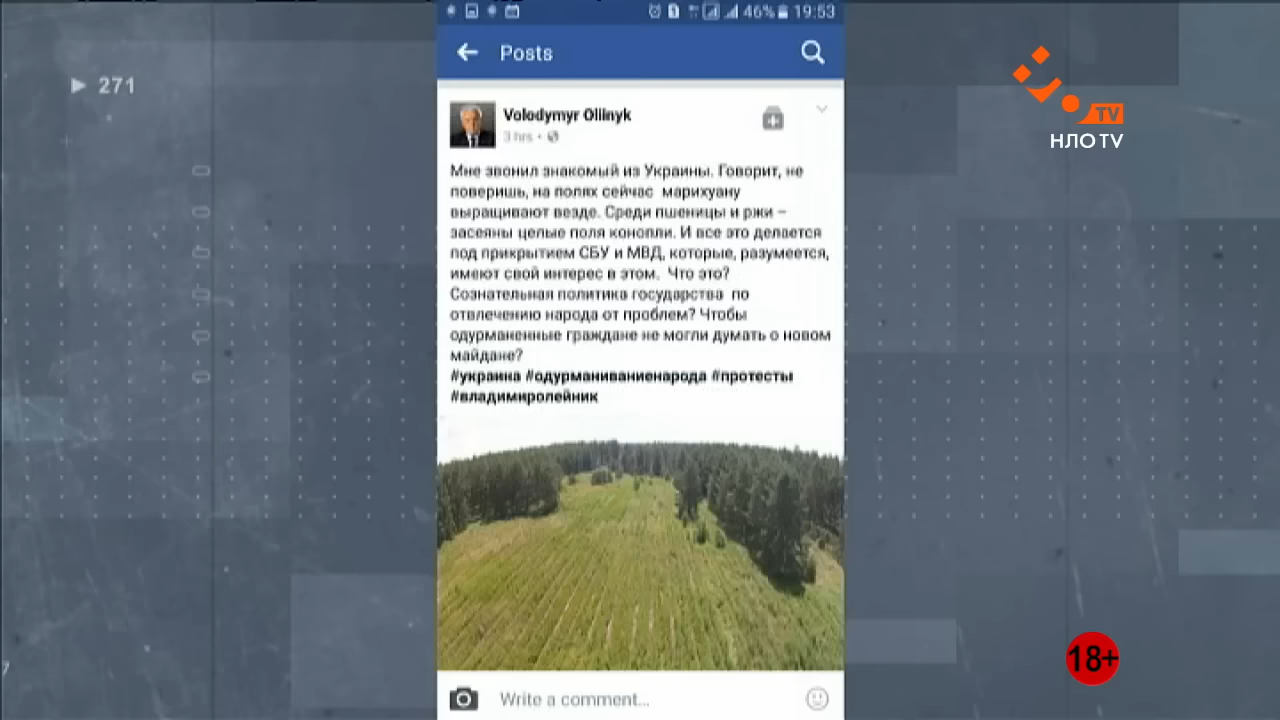 46% 19:53
Posts
271
TV
НЛО TV
Volodymyr Oliinyk
3 hrs
Мне звонил знакомый из Украины. Говорит, не
поверишь, на полях сейчас марихуану
выращивают везде. Среди пшеницы и ржи –
засеяны целые поля конопли. И все это делается
под прикрытием СБУ и МВД, которые, разумеется,
имеют свой интерес в этом. Что это?
Сознательная политика государства по
отвлечению народа от проблем? Чтобы
одурманенные граждане не могли думать о новом
майдане?
#украина #одурманиваниенарода #протесты
#владимиролейник
18+
Write a comment...